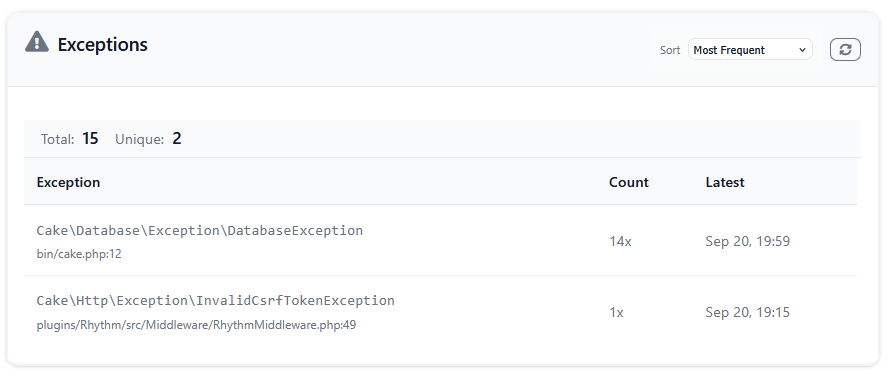 Exceptions
Sort Most Frequent
Total: 15 Unique: 2
Exception Count Latest
Cake\Database\Exception\DatabaseException
bin/cake.php:12
14x Sep 20, 19:59
Cake\Http\Exception\InvalidCsrfTokenException
plugins/Rhythm/src/Middleware/RhythmMiddleware.php:49
1x Sep 20, 19:15